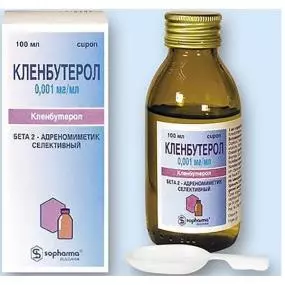 100 мл сироп
КЛЕНБУТЕРОЛ
0,001 мг/мл
Кленбутерол
БЕТА 2 - АДРЕНОМИМЕТИК
СЕЛЕКТИВНЫЙ
sopharma
100 мл сироп
КЛЕНБУТЕРОЛ
0,001 мг/мл
Кленбутерол
БЕТА 2 - АДРЕНОМИМЕТИК
СЕЛЕКТИВНЫЙ
sopharma